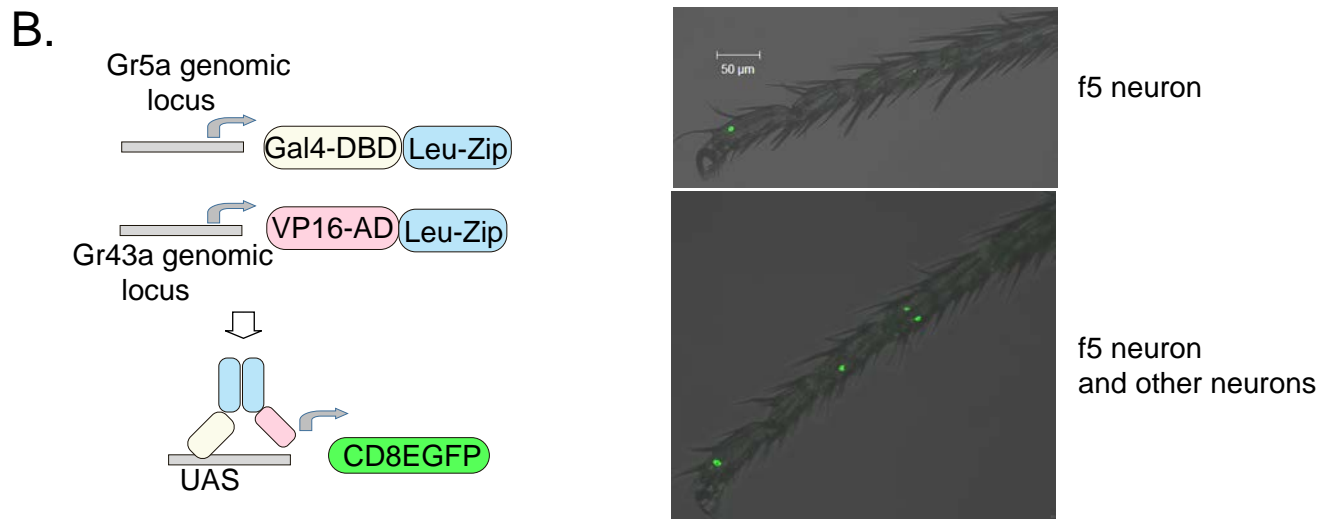 B.
Gr5a genomic
locus
Gal4-DBD Leu-Zip
VP16-AD Leu-Zip
Gr43a genomic
locus
UAS
CD8EGFP
50 µm
f5 neuron
f5 neuron
and other neurons